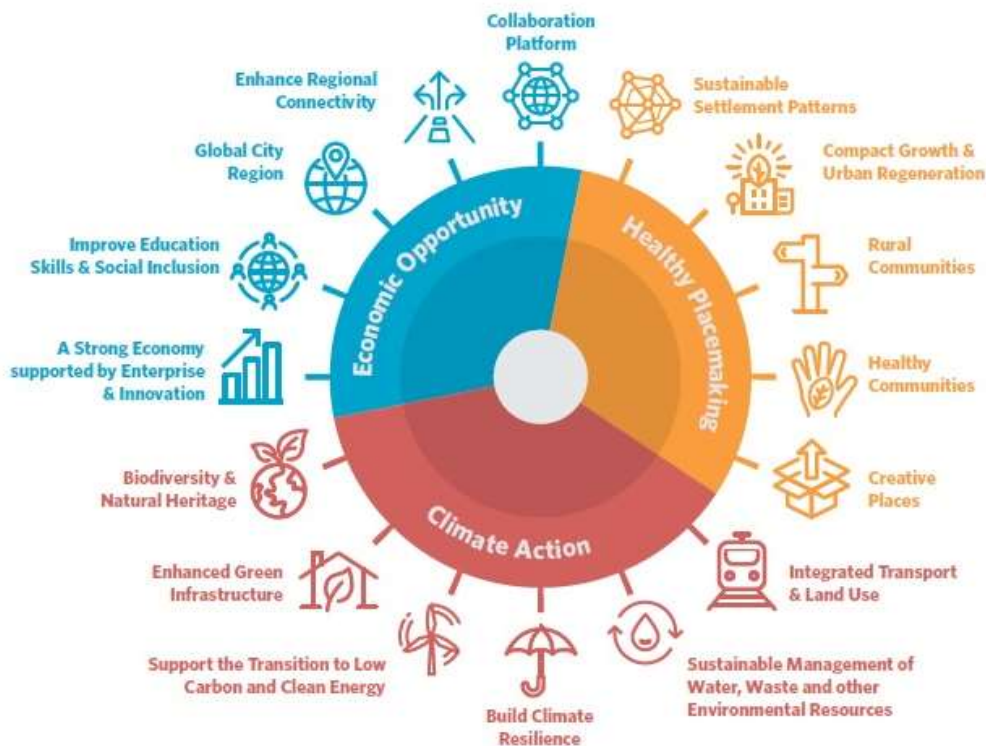 Collaboration
Platform
Sustainable
Settlement Patterns
Compact Growth &
Urban Regeneration
Rural
Communities
Healthy
Communities
Creative
Places
Integrated Transport
& Land Use
Sustainable Management of
Water, Waste and other
Environmental Resources
Build Climate
Resilience
Support the Transition to Low
Carbon and Clean Energy
Enhanced Green
Infrastructure
Biodiversity &
Natural Heritage
A Strong Economy
supported by Enterprise
& Innovation
Improve Education
Skills & Social Inclusion
Global City
Region
Enhance Regional
Connectivity
Economic Opportunity
Healthy Placemaking
Climate Action